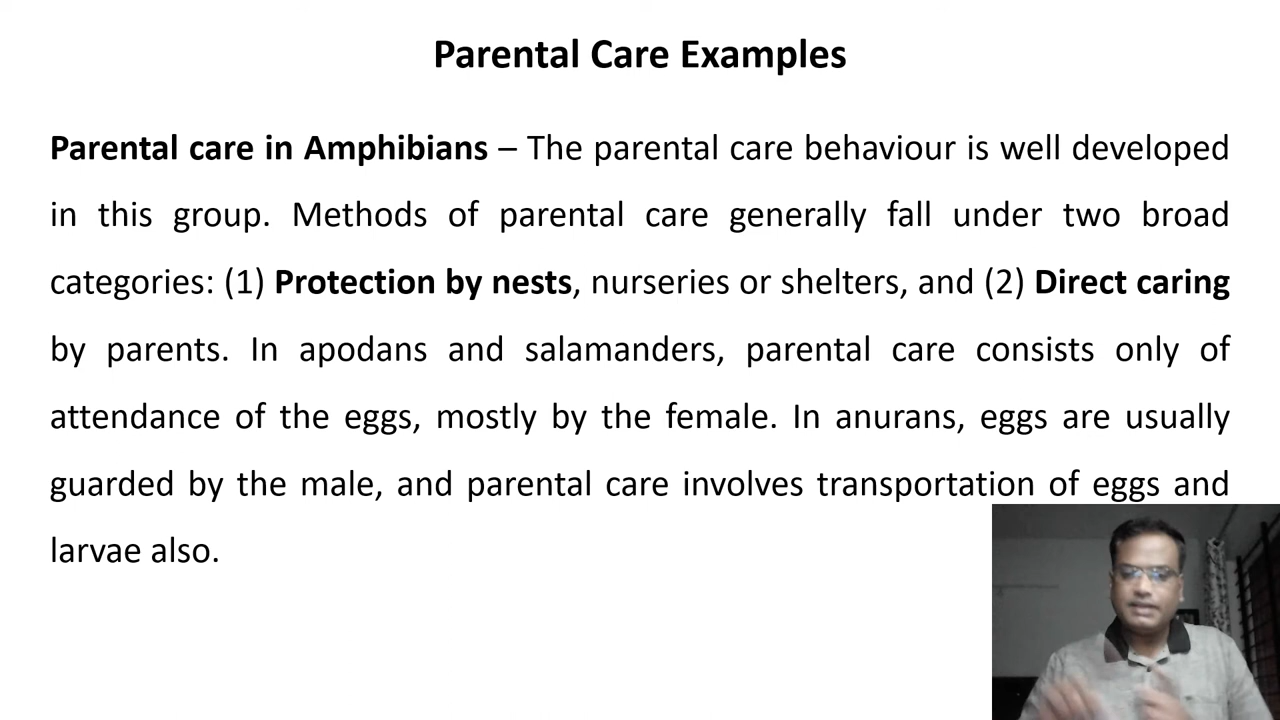 Parental Care Examples
Parental care in Amphibians – The parental care behaviour is well developed
in this group. Methods of parental care generally fall under two broad
categories: (1) Protection by nests, nurseries or shelters, and (2) Direct caring
by parents. In apodans and salamanders, parental care consists only of
attendance of the eggs, mostly by the female. In anurans, eggs are usually
guarded by the male, and parental care involves transportation of eggs and
larvae also.